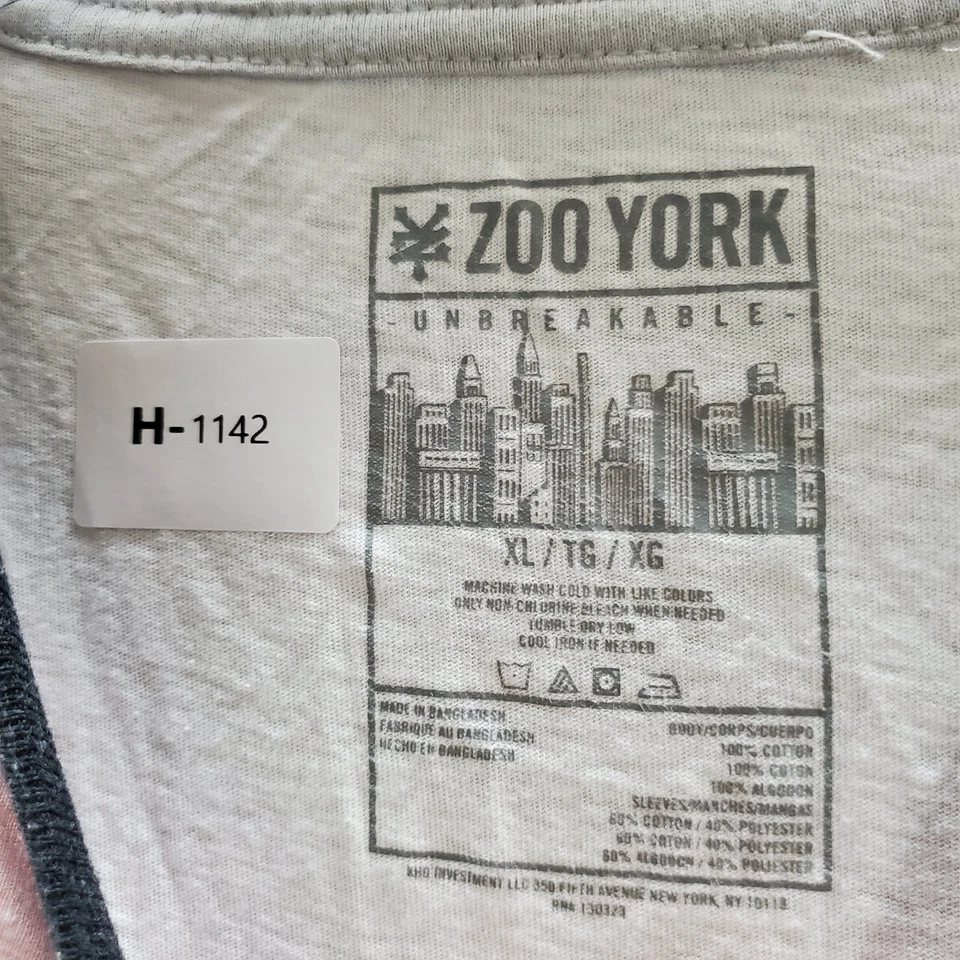 ZOO YORK
- UNBREAKABLE -
H-1142
XL / TG / XG
MACHINE WASH COLD WITH LIKE COLORS
ONLY NON-CHLORINE BLEACH WHEN NEEDED
TUMBLE DRY LOW
COOL IRON IF NEEDED
MADE IN BANGLADESH
FABRIQUE AU BANGLADESH
HECHO EN BANGLADESH
BODY/CORPS/CUERPO
100% COTTON
100% COTON
100% ALGODON
SLEEVES/MANCHES/MANGAS
60% COTTON / 40% POLYESTER
60% COTON / 40% POLYESTER
60% ALGODON / 40% POLIESTER
KHQ INVESTMENT LLC 350 FIFTH AVENUE NEW YORK, NY 10118
RN# 130323